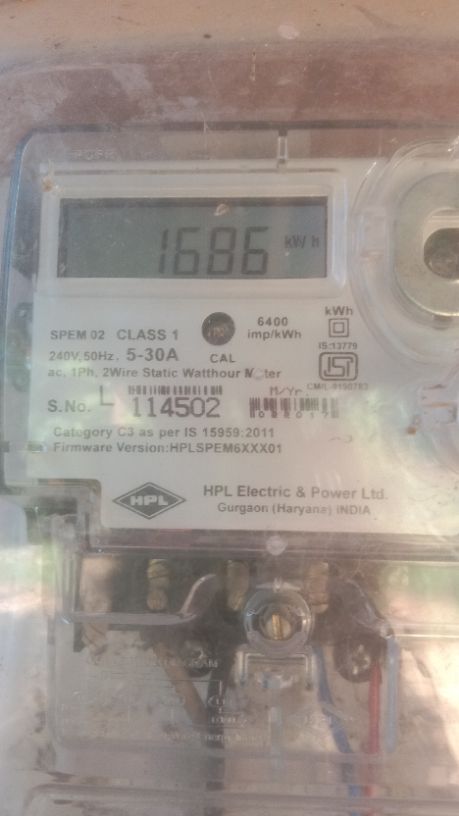 1686 kWh
kWh
6400
imp/kWh
SPEM 02 CLASS 1
IS:13779
240V,50Hz, 5-30A
CAL
ac, 1Ph, 2Wire Static Watthour Meter
M/Yr.
S.No. L 114502
022017
Category C3 as per IS 15959:2011
Firmware Version:HPLSPEM6XXX01
HPL
HPL Electric & Power Ltd.
Gurgaon (Haryana) INDIA